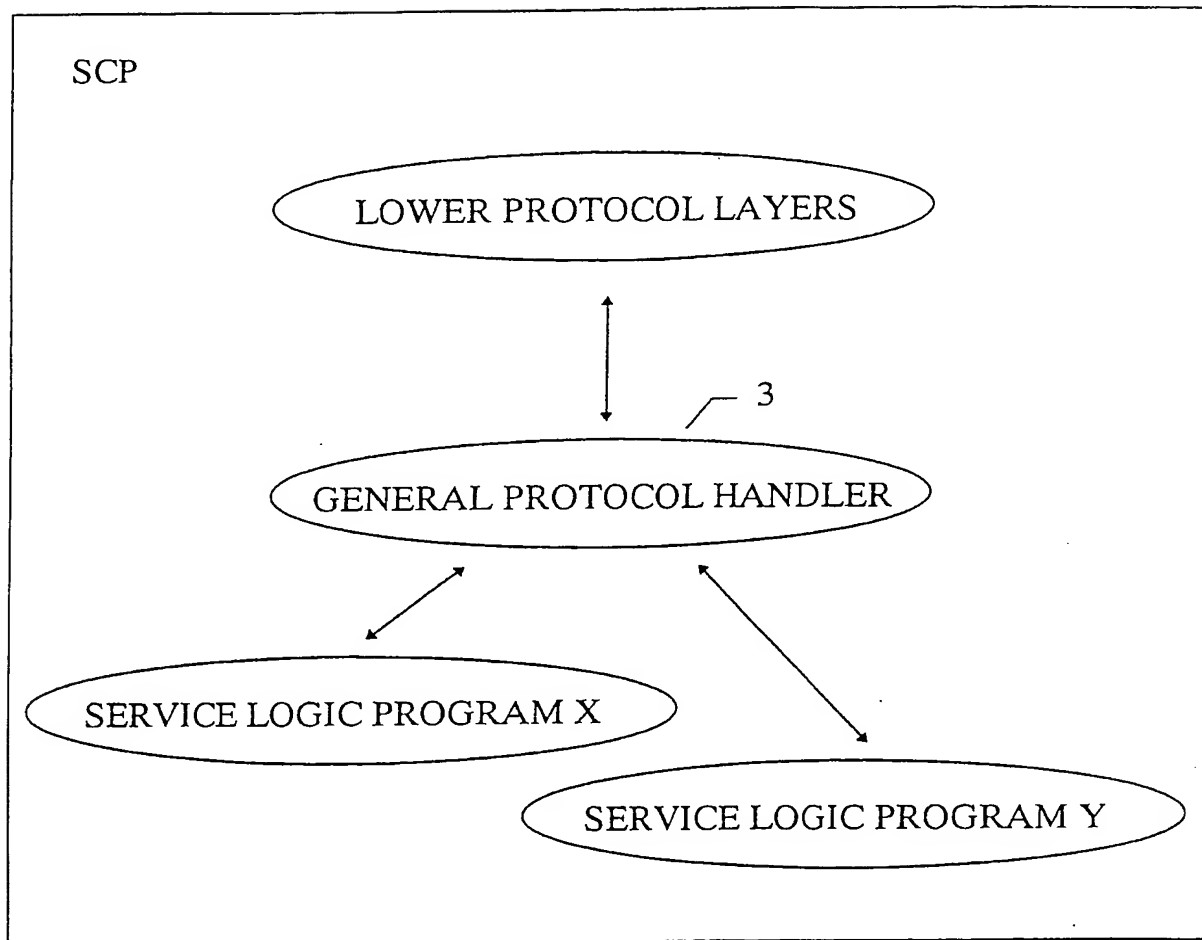 SCP
LOWER PROTOCOL LAYERS
3
GENERAL PROTOCOL HANDLER
SERVICE LOGIC PROGRAM X
SERVICE LOGIC PROGRAM Y